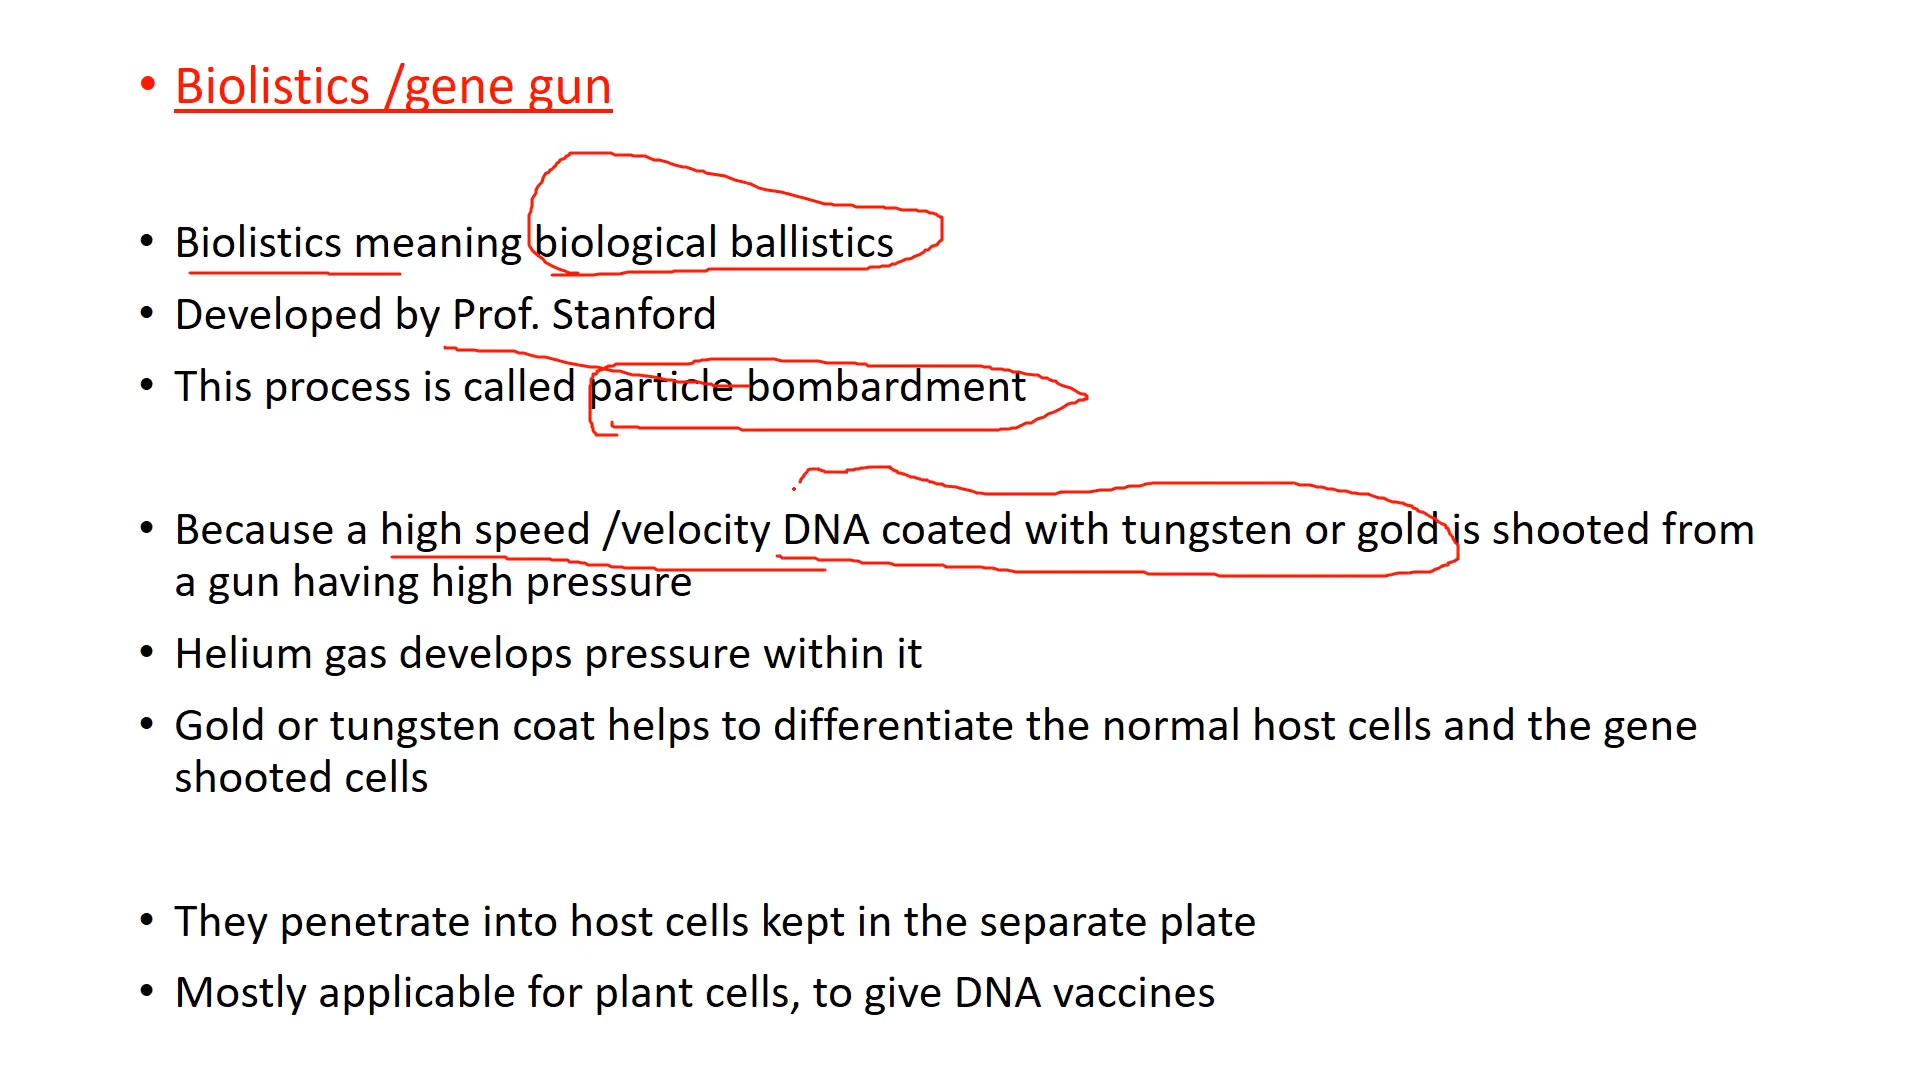 • Biolistics /gene gun
• Biolistics meaning biological ballistics
• Developed by Prof. Stanford
• This process is called particle bombardment
• Because a high speed /velocity DNA coated with tungsten or gold is shooted from
a gun having high pressure
• Helium gas develops pressure within it
• Gold or tungsten coat helps to differentiate the normal host cells and the gene
shooted cells
• They penetrate into host cells kept in the separate plate
• Mostly applicable for plant cells, to give DNA vaccines